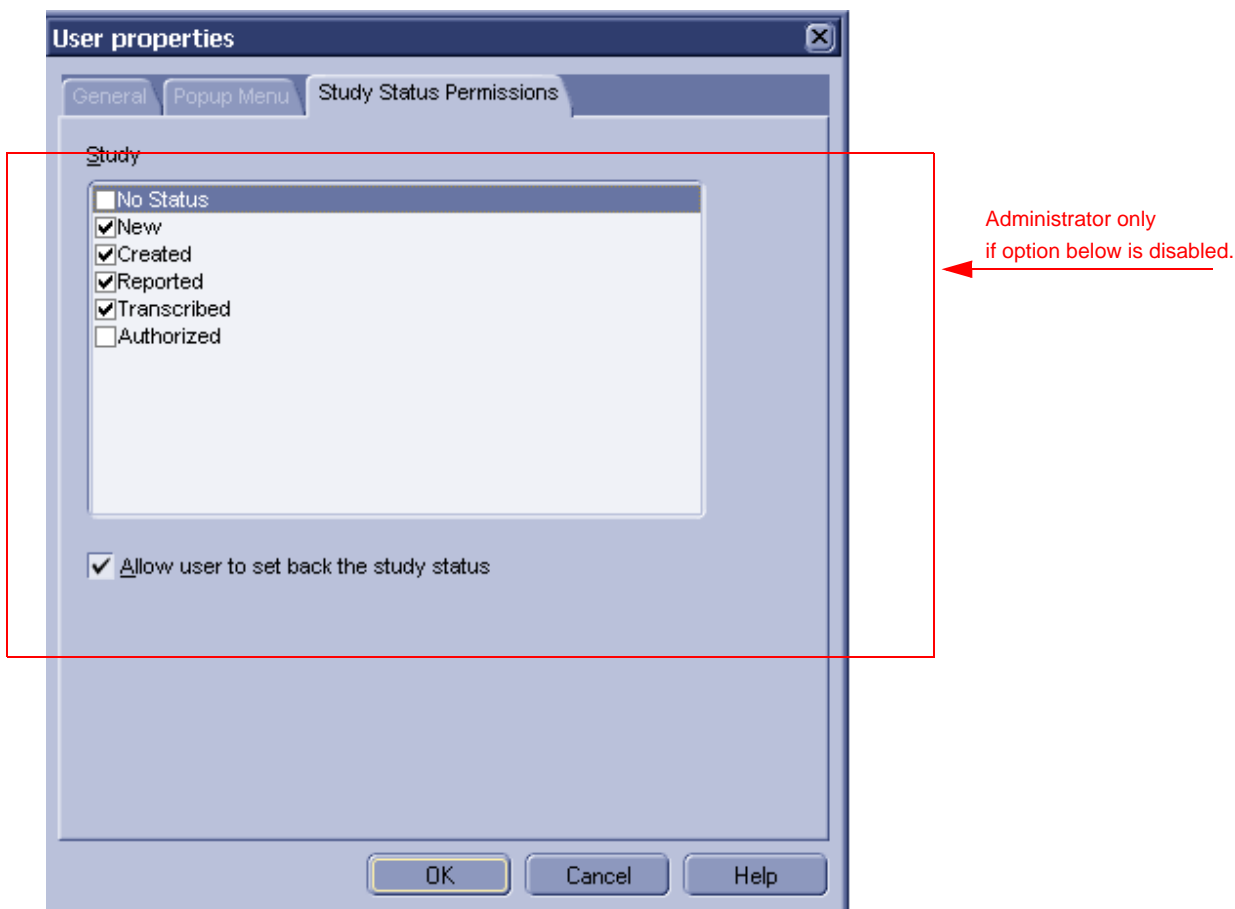 User properties
General Popup Menu Study Status Permissions
Study
No Status
New
Created
Reported
Transcribed
Authorized
Allow user to set back the study status
OK Cancel Help
Administrator only
if option below is disabled.